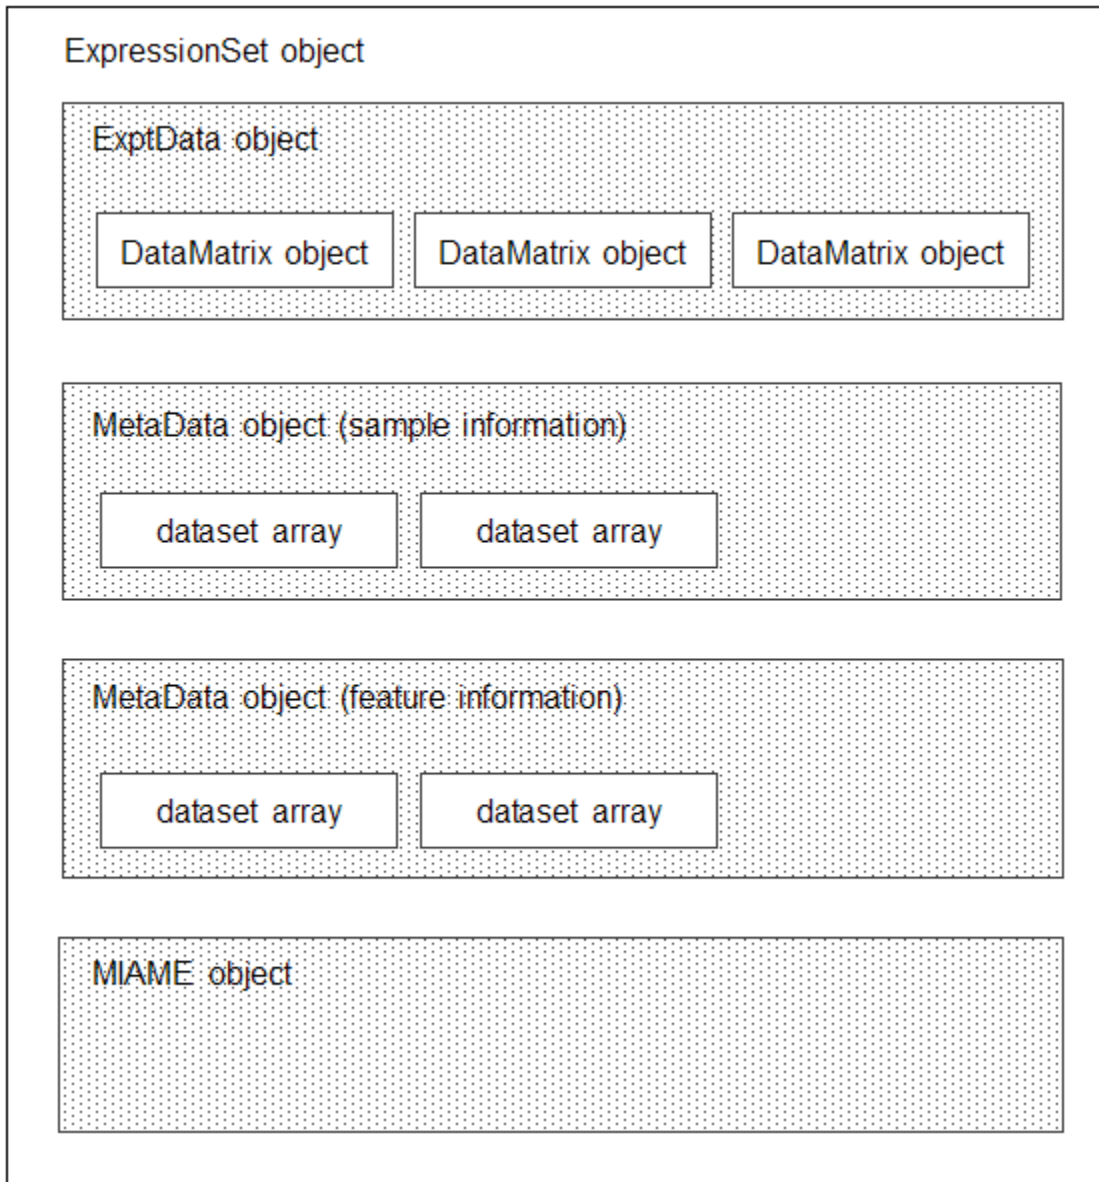 ExpressionSet object
ExptData object
DataMatrix object
DataMatrix object
DataMatrix object
MetaData object (sample information)
dataset array
dataset array
MetaData object (feature information)
dataset array
dataset array
MIAME object